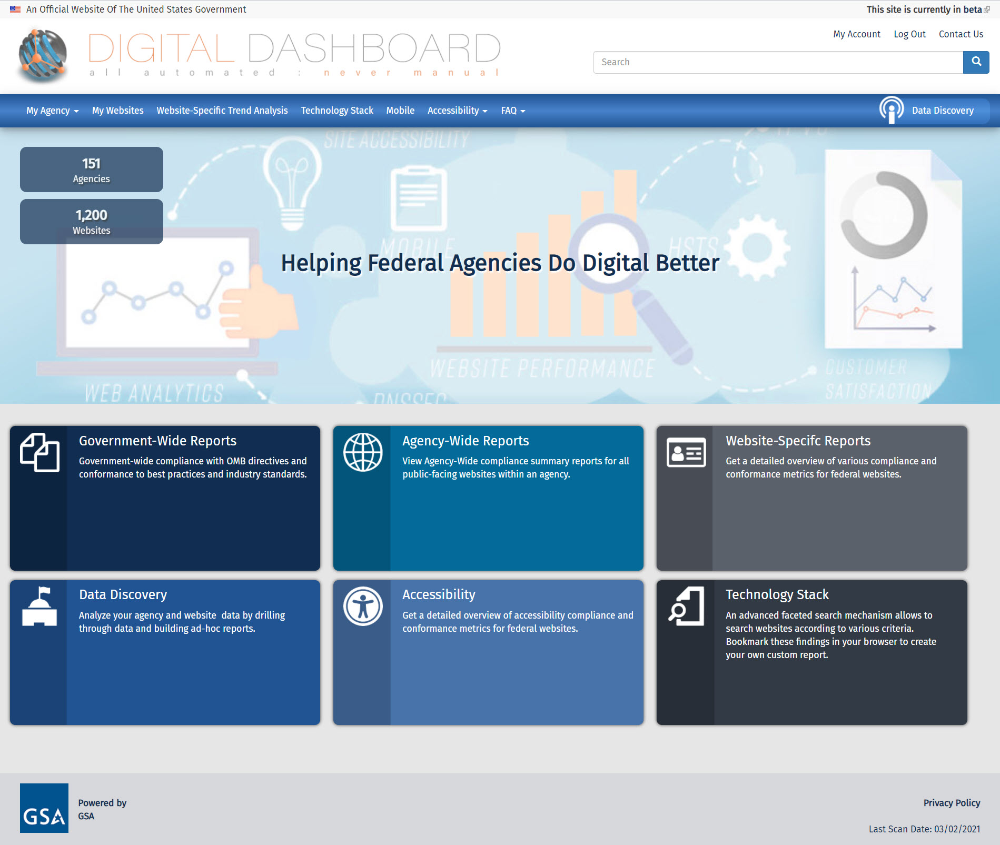 An Official Website Of The United States Government
This site is currently in beta
DIGITAL DASHBOARD
all automated : never manual
My Account Log Out Contact Us
Search
My Agency My Websites Website-Specific Trend Analysis Technology Stack Mobile Accessibility FAQ
Data Discovery
SITE ACCESSIBILITY
151
Agencies
1,200
Websites
MOBILE
HSTS
Helping Federal Agencies Do Digital Better
WEBSITE PERFORMANCE
CUSTOMER
SATISFACTION
WEB ANALYTICS
DNSSEC
Government-Wide Reports
Government-wide compliance with OMB directives and
conformance to best practices and industry standards.
Agency-Wide Reports
View Agency-Wide compliance summary reports for all
public-facing websites within an agency.
Website-Specifc Reports
Get a detailed overview of various compliance and
conformance metrics for federal websites.
Data Discovery
Analyze your agency and website  data by drilling
through data and building ad-hoc reports.
Accessibility
Get a detailed overview of accessibility compliance and
conformance metrics for federal websites.
Technology Stack
An advanced faceted search mechanism allows to
search websites according to various criteria.
Bookmark these findings in your browser to create
your own custom report.
GSA
Powered by
GSA
Privacy Policy
Last Scan Date: 03/02/2021